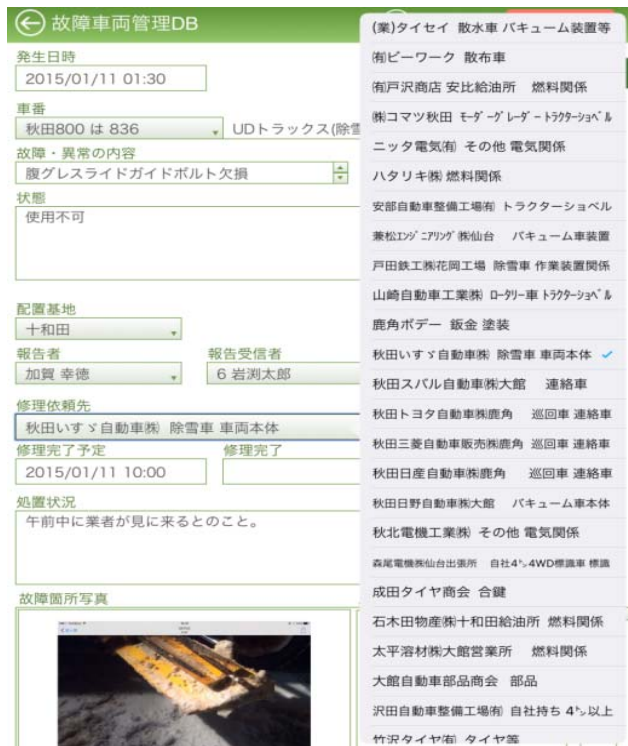 故障車両管理DB
発生日時
2015/01/11 01:30
車番
秋田800 は 836
UDトラックス(除雪
故障・異常の内容
腹グレスライドガイドボルト欠損
状態
使用不可
配置基地
十和田
報告者
報告受信者
加賀 幸徳
6 岩渕太郎
修理依頼先
秋田いすゞ自動車㈱ 除雪車 車両本体
修理完了予定
修理完了
2015/01/11 10:00
処置状況
午前中に業者が見に来るとのこと。
故障箇所写真
(業)タイセイ 散水車 バキューム装置等
㈲ビーワーク 散布車
㈲戸沢商店 安比給油所 燃料関係
㈱コマツ秋田 ﾓｰﾀﾞｰｸﾞﾚｰﾀﾞｰ ﾄﾗｸﾀｰｼｮﾍﾞﾙ
ニッタ電気㈲ その他 電気関係
ハタリキ㈱ 燃料関係
安部自動車整備工場㈲ トラクターショベル
兼松ｴﾝｼﾞﾆｱﾘﾝｸﾞ㈱仙台 バキューム車装置
戸田鉄工㈱花岡工場 除雪車 作業装置関係
山崎自動車工業㈱ ﾛｰﾀﾘｰ車 ﾄﾗｸﾀｰｼｮﾍﾞﾙ
鹿角ボデー 鈑金 塗装
秋田いすゞ自動車㈱ 除雪車 車両本体
秋田スバル自動車㈱大館 連絡車
秋田トヨタ自動車㈱鹿角 巡回車 連絡車
秋田三菱自動車販売㈱鹿角 巡回車 連絡車
秋田日産自動車㈱鹿角 巡回車 連絡車
秋田日野自動車㈱大館 バキューム車本体
秋北電機工業㈱ その他 電気関係
森尾電機㈱仙台出張所 自社4㌧4WD標識車 標識
成田タイヤ商会 合鍵
石木田物産㈱十和田給油所 燃料関係
太平溶材㈱大館営業所 燃料関係
大館自動車部品商会 部品
沢田自動車整備工場㈲ 自社持ち 4㌧以上
竹沢タイヤ㈲ タイヤ等